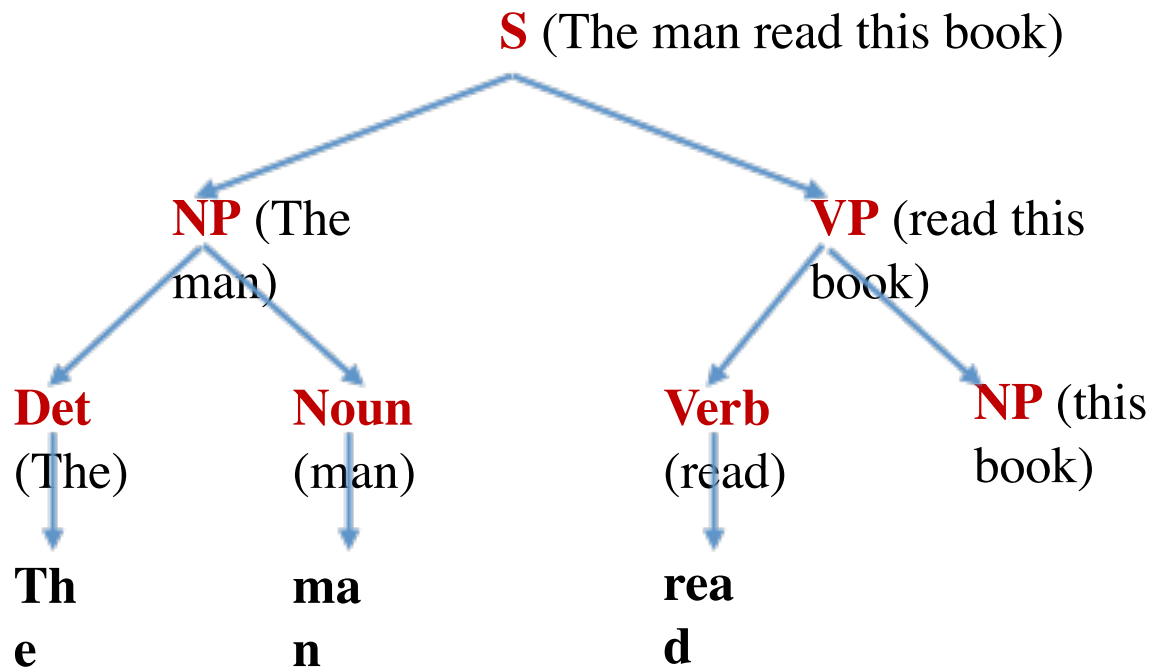 S (The man read this book)
NP (The
man)
VP (read this
book)
Det
(The)
Noun
(man)
Verb
(read)
NP (this
book)
Th
e
ma
n
rea
d